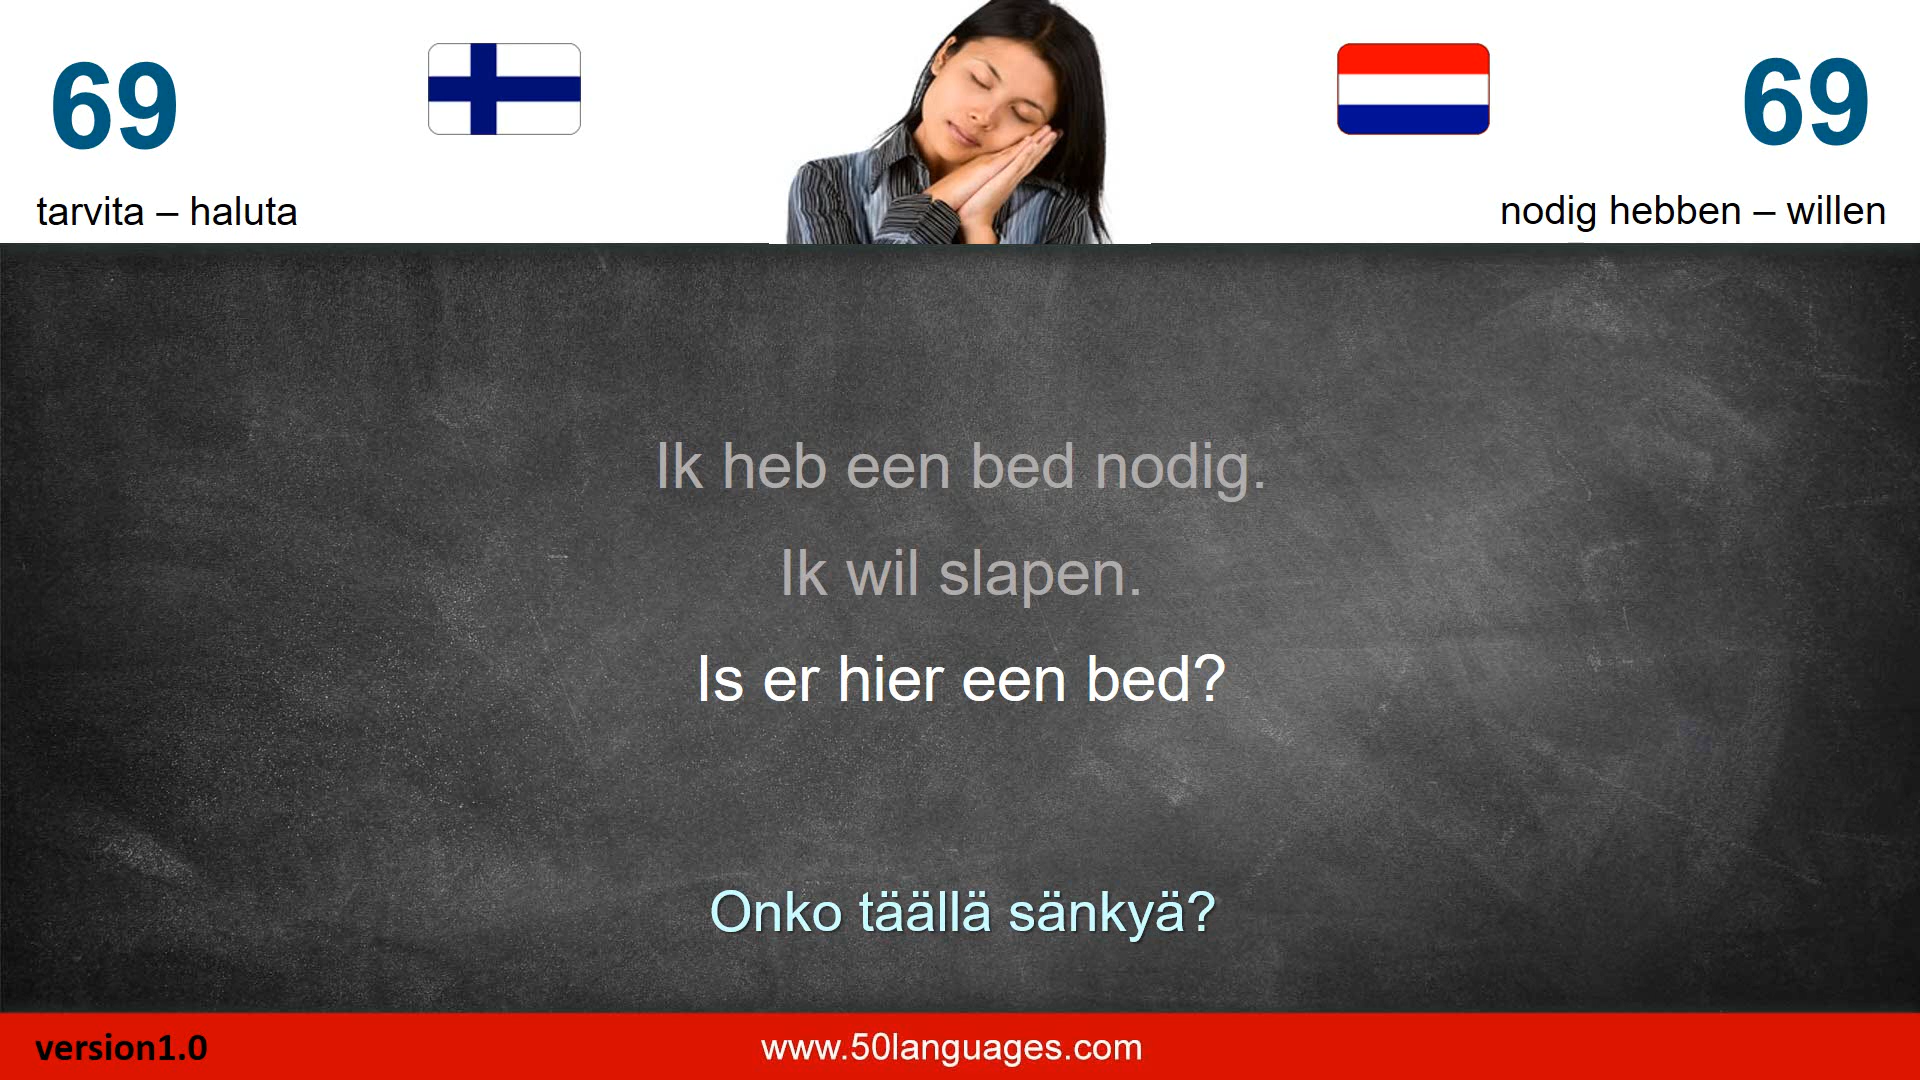 69
69
tarvita – haluta
nodig hebben – willen
Ik heb een bed nodig.
Ik wil slapen.
Is er hier een bed?
Onko täällä sänkyä?
version1.0
www.50languages.com